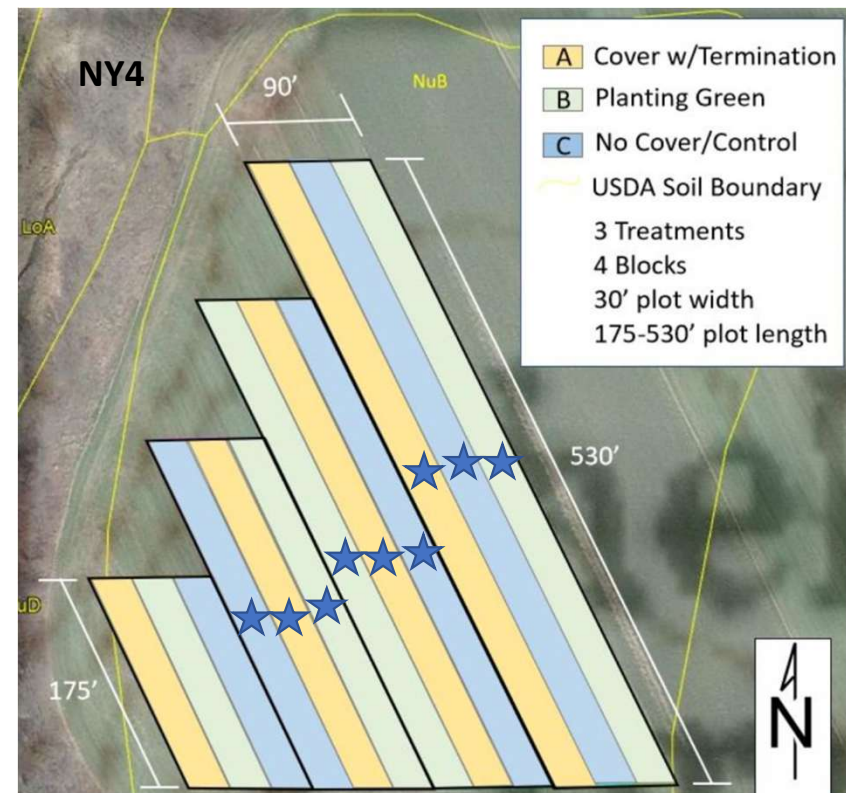 NY4
90’
NuB
LoA
uD
A Cover w/Termination
B Planting Green
C No Cover/Control
USDA Soil Boundary
3 Treatments
4 Blocks
30’ plot width
175-530’ plot length
530’
175’
N